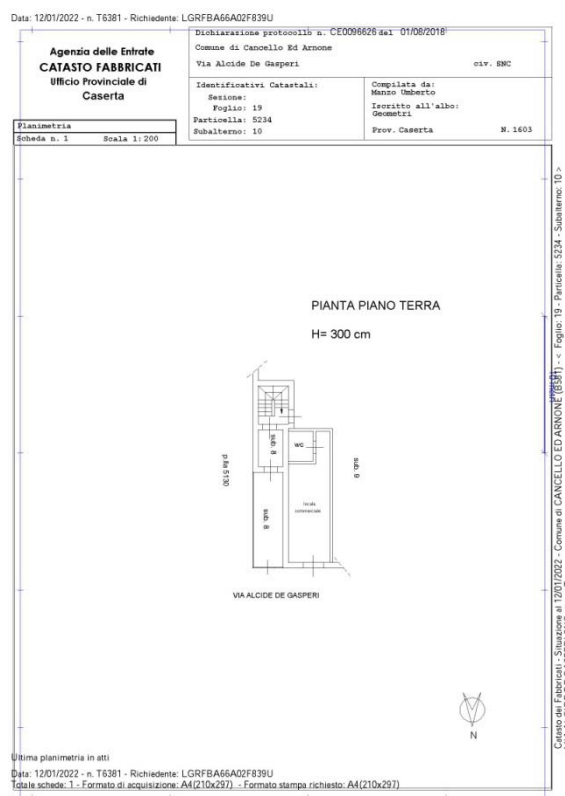 Data: 12/01/2022 - n. T6381 - Richiedente: LGRFBA66A02F839U
Agenzia delle Entrate
CATASTO FABBRICATI
Ufficio Provinciale di
Caserta
Dichiarazione protocollo n. CE0096626 del 01/08/2018
Comune di Cancello Ed Arnone
Via Alcide De Gasperi civ. SNC
Identificativi Catastali:
Sezione:
Foglio: 19
Particella: 5234
Subalterno: 10
Compilata da:
Manzo Umberto
Iscritto all'albo:
Geometri
Prov. Caserta N. 1603
Planimetria
Scheda n. 1 Scala 1:200
PIANTA PIANO TERRA
H= 300 cm
sub. 8
wc
p.lla 5130
sub. 9
sub. 8
locale
commerciale
VIA ALCIDE DE GASPERI
N
10 metri
Catasto dei Fabbricati - Situazione al 12/01/2022 - Comune di CANCELLO ED ARNONE (B581) - < Foglio: 19 - Particella: 5234 - Subalterno: 10 >
Ultima planimetria in atti
Data: 12/01/2022 - n. T6381 - Richiedente: LGRFBA66A02F839U
Totale schede: 1 - Formato di acquisizione: A4(210x297) - Formato stampa richiesto: A4(210x297)